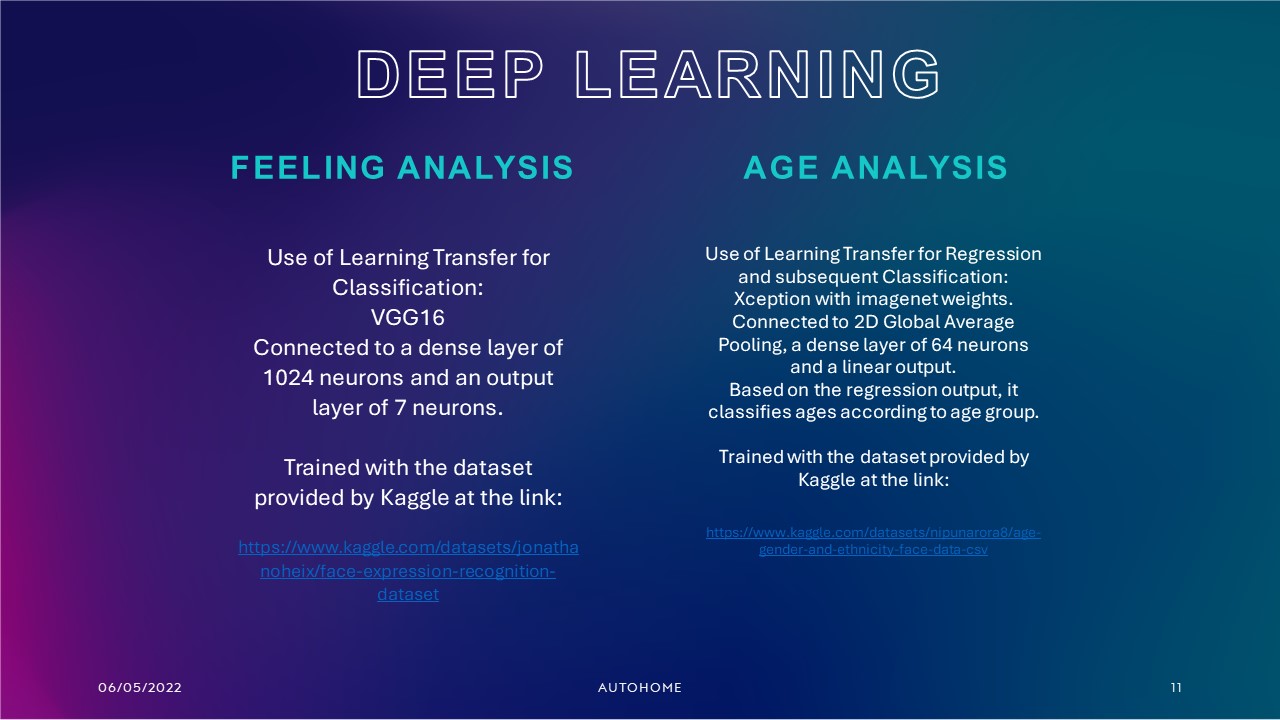 DEEP LEARNING
FEELING ANALYSIS
Use of Learning Transfer for
Classification:
VGG16
Connected to a dense layer of
1024 neurons and an output
layer of 7 neurons.
Trained with the dataset
provided by Kaggle at the link:
https://www.kaggle.com/datasets/jonatha
noheix/face-expression-recognition-
dataset
AGE ANALYSIS
Use of Learning Transfer for Regression
and subsequent Classification:
Xception with imagenet weights.
Connected to 2D Global Average
Pooling, a dense layer of 64 neurons
and a linear output.
Based on the regression output, it
classifies ages according to age group.
Trained with the dataset provided by
Kaggle at the link:
https://www.kaggle.com/datasets/nipunarora8/age-
gender-and-ethnicity-face-data-csv
06/05/2022
AUTOHOME
11